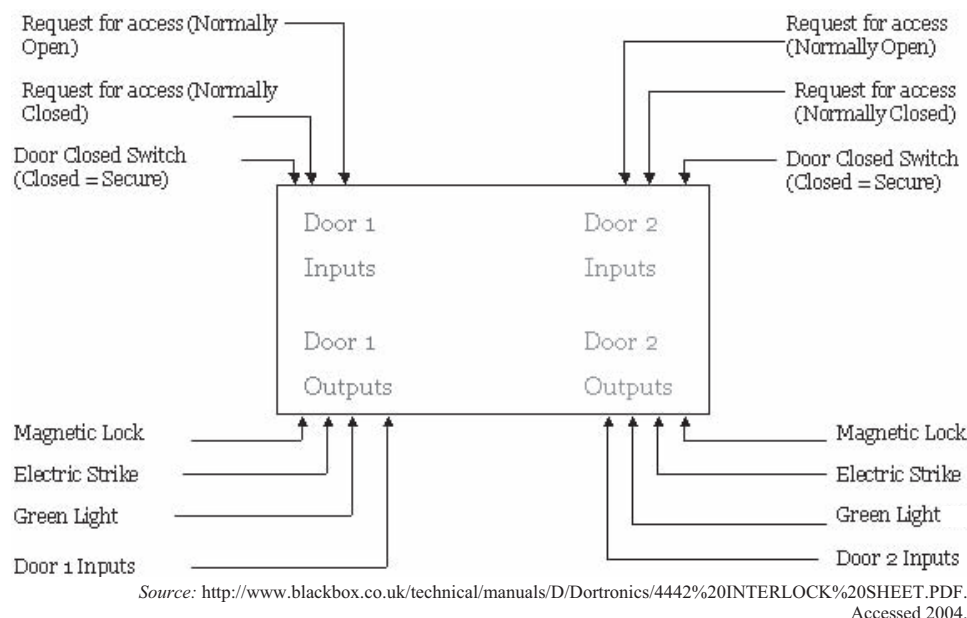 Request for access (Normally
Open)
Request for access (Normally
Closed)
Door Closed Switch
(Closed = Secure)
Request for access
(Normally Open)
Request for access
(Normally Closed)
Door Closed Switch
(Closed = Secure)
Door 1
Inputs
Door 2
Inputs
Door 1
Outputs
Door 2
Outputs
Magnetic Lock
Electric Strike
Green Light
Door 1 Inputs
Magnetic Lock
Electric Strike
Green Light
Door 2 Inputs
Source: http://www.blackbox.co.uk/technical/manuals/D/Dortronics/4442%20INTERLOCK%20SHEET.PDF.
Accessed 2004.